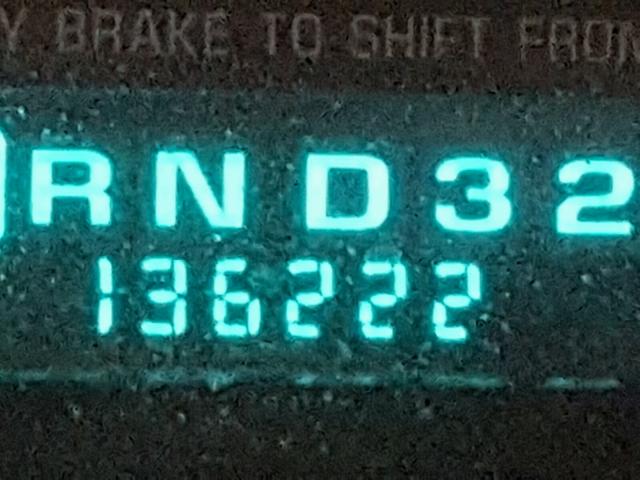 Y BRAKE TO SHIFT FROM
RND32
136222